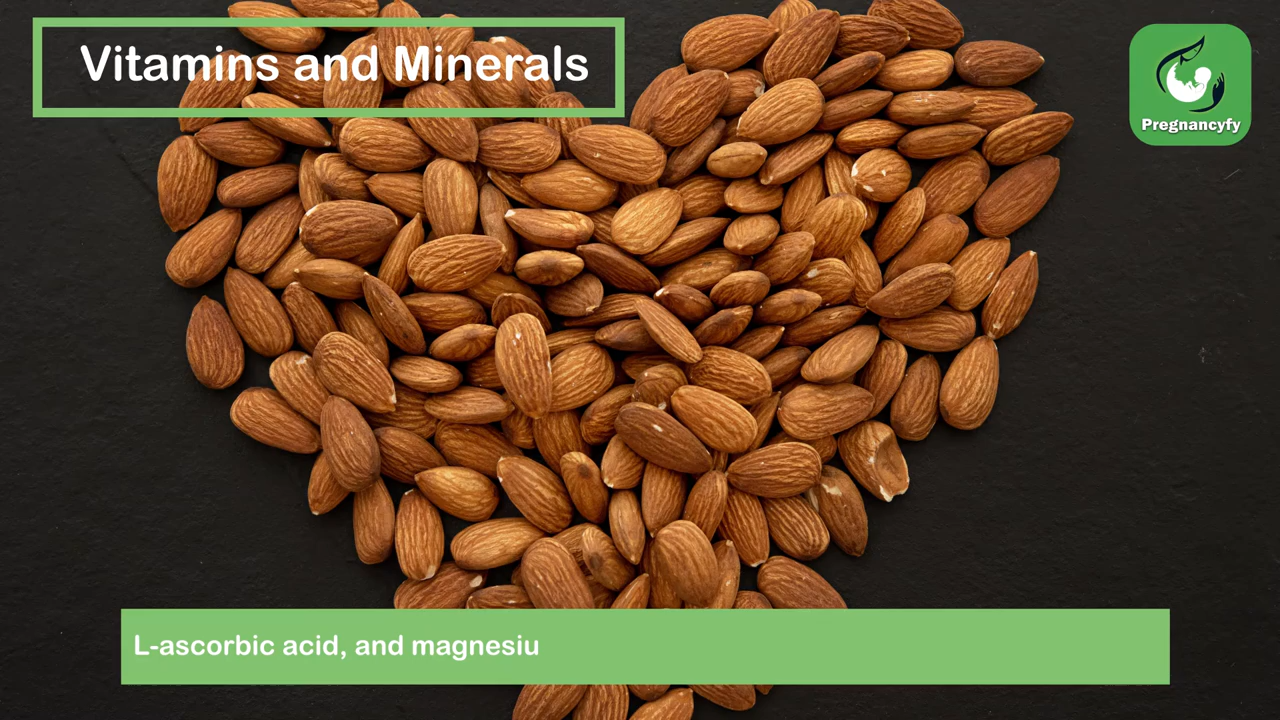 Vitamins and Minerals
Pregnancyfy
L-ascorbic acid, and magnesiu